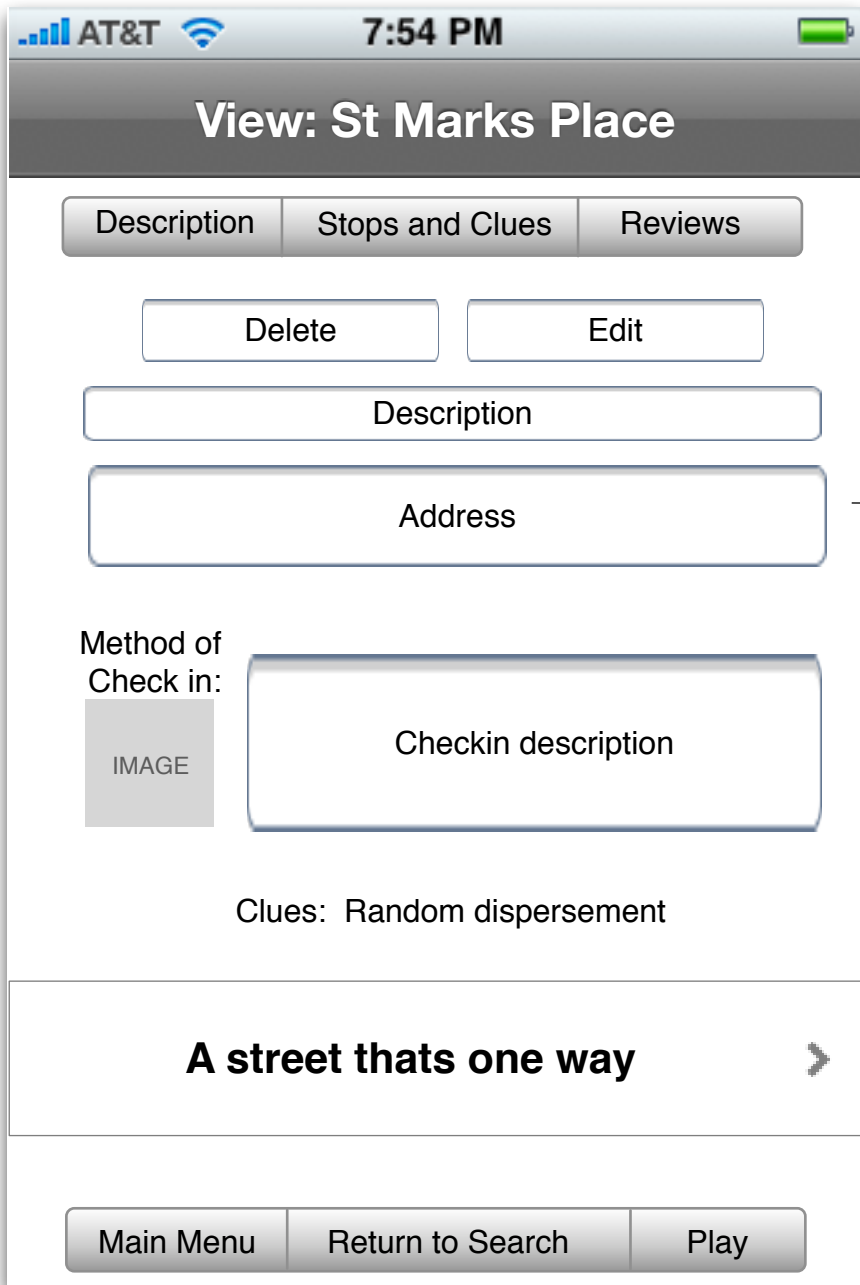 AT&T 7:54 PM
View: St Marks Place
Description Stops and Clues Reviews
Delete Edit
Description
Address
Method of
Check in:
IMAGE
Checkin description
Clues: Random dispersement
A street thats one way
Main Menu Return to Search Play